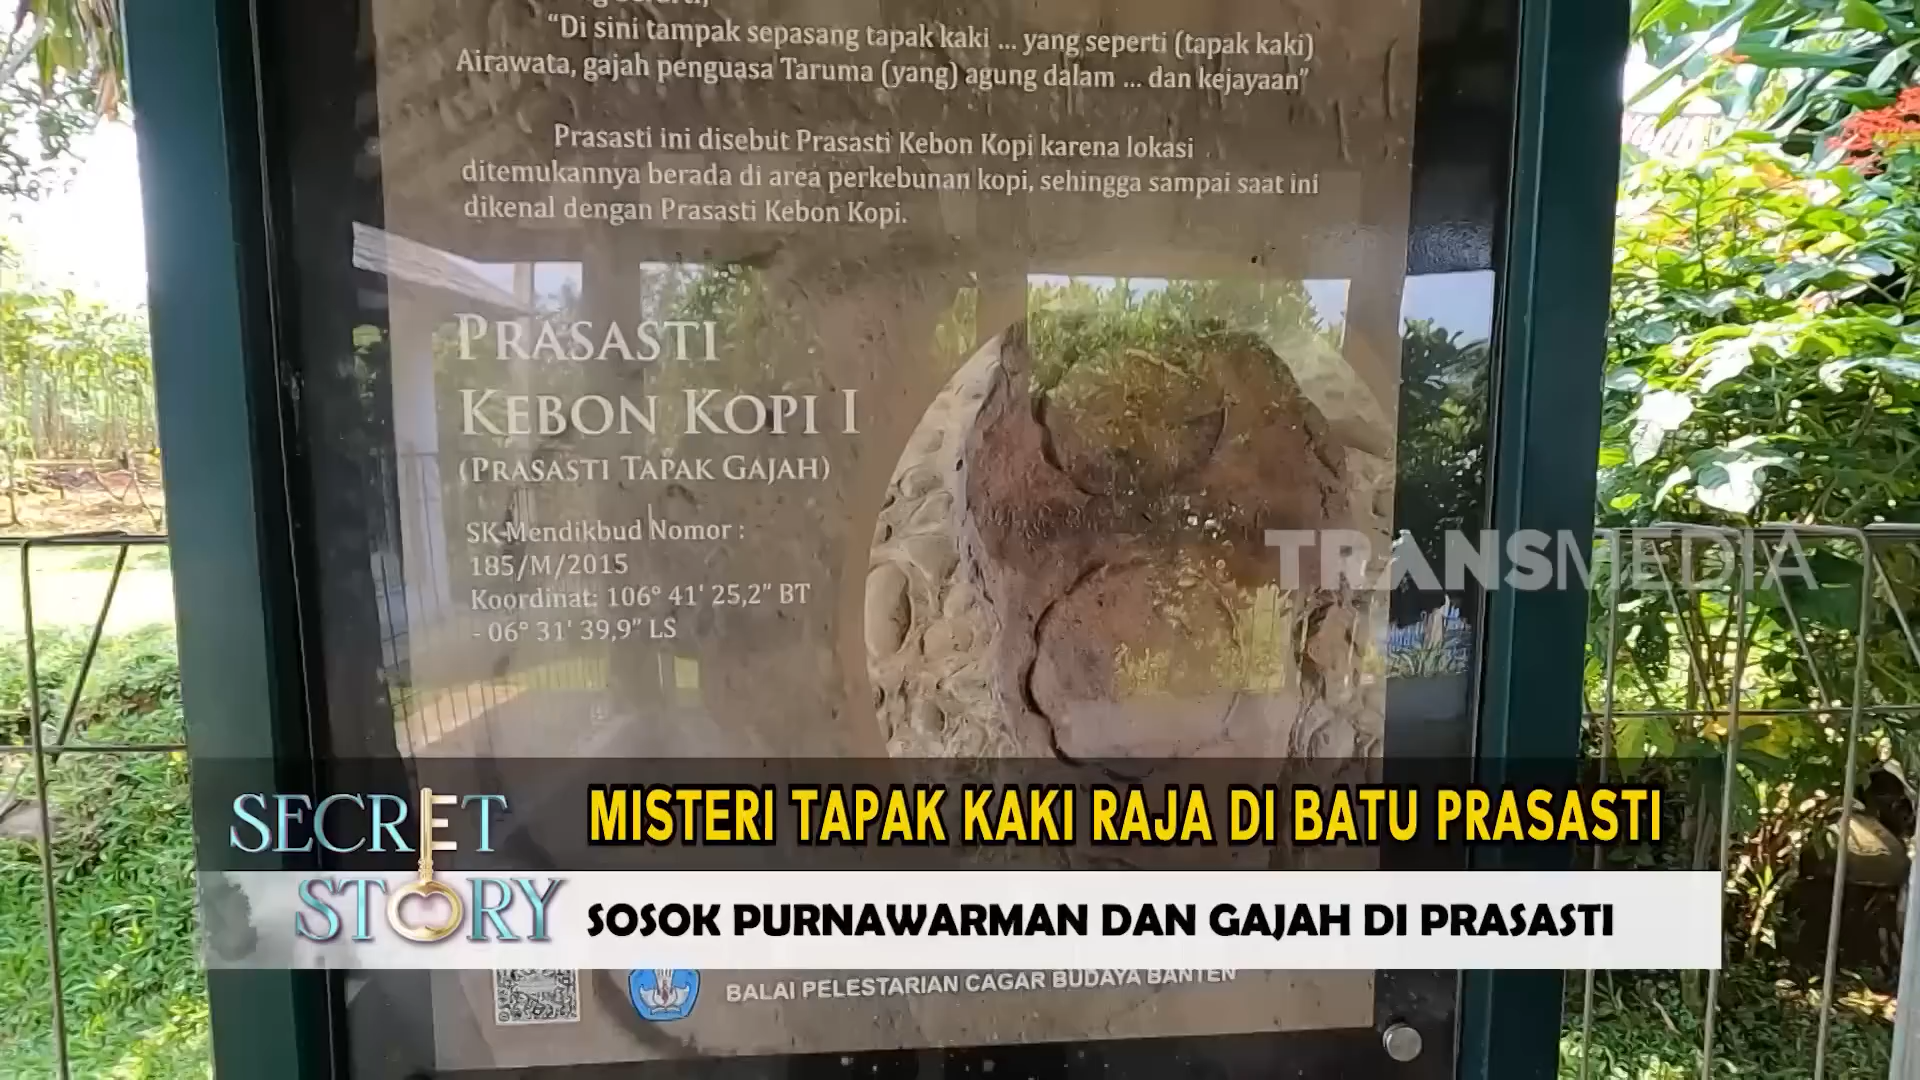 "Di sini tampak sepasang tapak kaki ... yang seperti (tapak kaki)
Airawata, gajah penguasa Taruma (yang) agung dalam ... dan kejayaan"
Prasasti ini disebut Prasasti Kebon Kopi karena lokasi
ditemukannya berada di area perkebunan kopi, sehingga sampai saat ini
dikenal dengan Prasasti Kebon Kopi.
PRASASTI
KEBON KOPI I
(PRASASTI TAPAK GAJAH)
SK Mendikbud Nomor :
185/M/2015
Koordinat: 106° 41' 25,2" BT
- 06° 31' 39,9" LS
TRANSMEDIA
SECRET
STORY
MISTERI TAPAK KAKI RAJA DI BATU PRASASTI
SOSOK PURNAWARMAN DAN GAJAH DI PRASASTI
BALAI PELESTARIAN CAGAR BUDAYA BANTEN